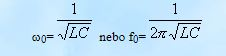 ω₀= 1/√LC nebo f₀= 1/2π√LC